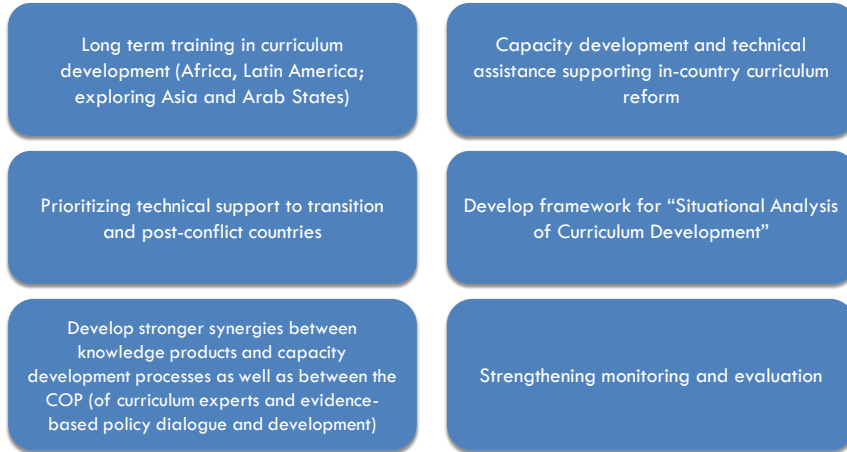 Long term training in curriculum
development (Africa, Latin America;
exploring Asia and Arab States)
Capacity development and technical
assistance supporting in-country curriculum
reform
Prioritizing technical support to transition
and post-conflict countries
Develop framework for “Situational Analysis
of Curriculum Development”
Develop stronger synergies between
knowledge products and capacity
development processes as well as between the
COP (of curriculum experts and evidence-
based policy dialogue and development)
Strengthening monitoring and evaluation